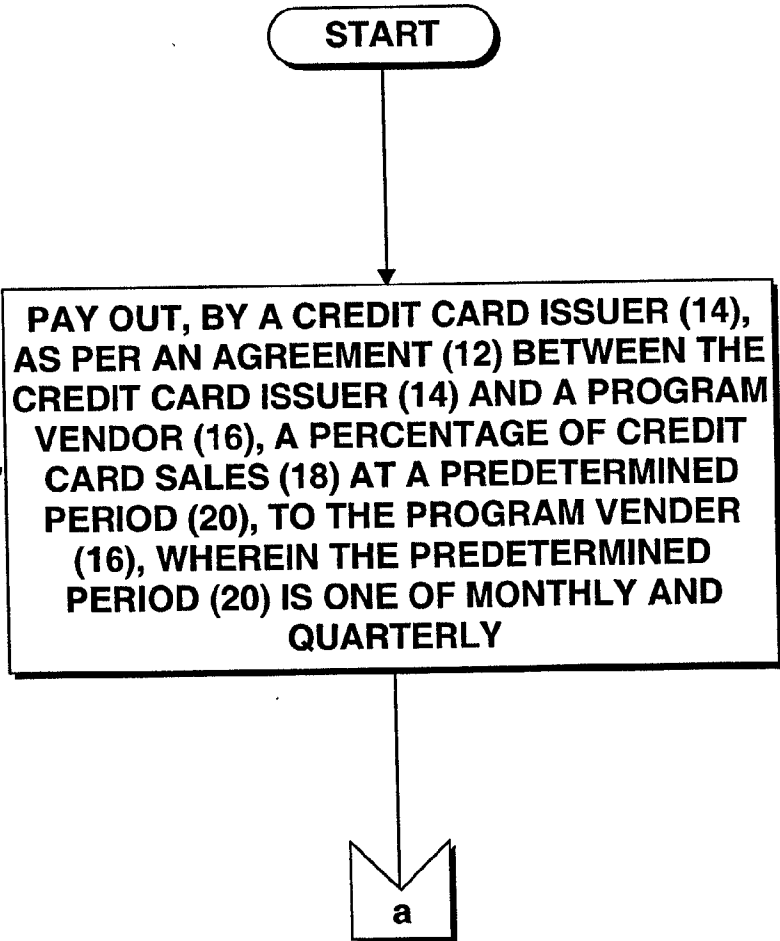 START
PAY OUT, BY A CREDIT CARD ISSUER (14),
AS PER AN AGREEMENT (12) BETWEEN THE
CREDIT CARD ISSUER (14) AND A PROGRAM
VENDOR (16), A PERCENTAGE OF CREDIT
CARD SALES (18) AT A PREDETERMINED
PERIOD (20), TO THE PROGRAM VENDER
(16), WHEREIN THE PREDETERMINED
PERIOD (20) IS ONE OF MONTHLY AND
QUARTERLY
a